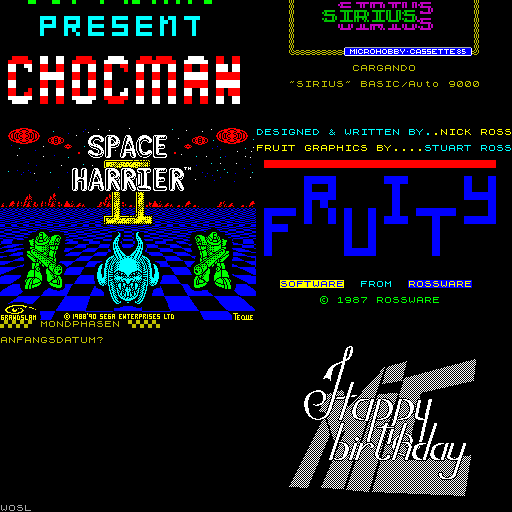 PRESENT
CHOCMAN
SIRIUS
MICROHOBBY-CASSETTE 85
CARGANDO
"SIRIUS" BASIC/Auto 9000
SPACE
HARRIER™
II
GRANDSLAM
© 1988'90 SEGA ENTERPRISES LTD
TEQUE
DESIGNED & WRITTEN BY..NICK ROSS
FRUIT GRAPHICS BY....STUART ROSS
FRUITY
SOFTWARE FROM ROSSWARE
© 1987 ROSSWARE
MONDPHASEN
ANFANGSDATUM?
WOSL
Happy
birthday